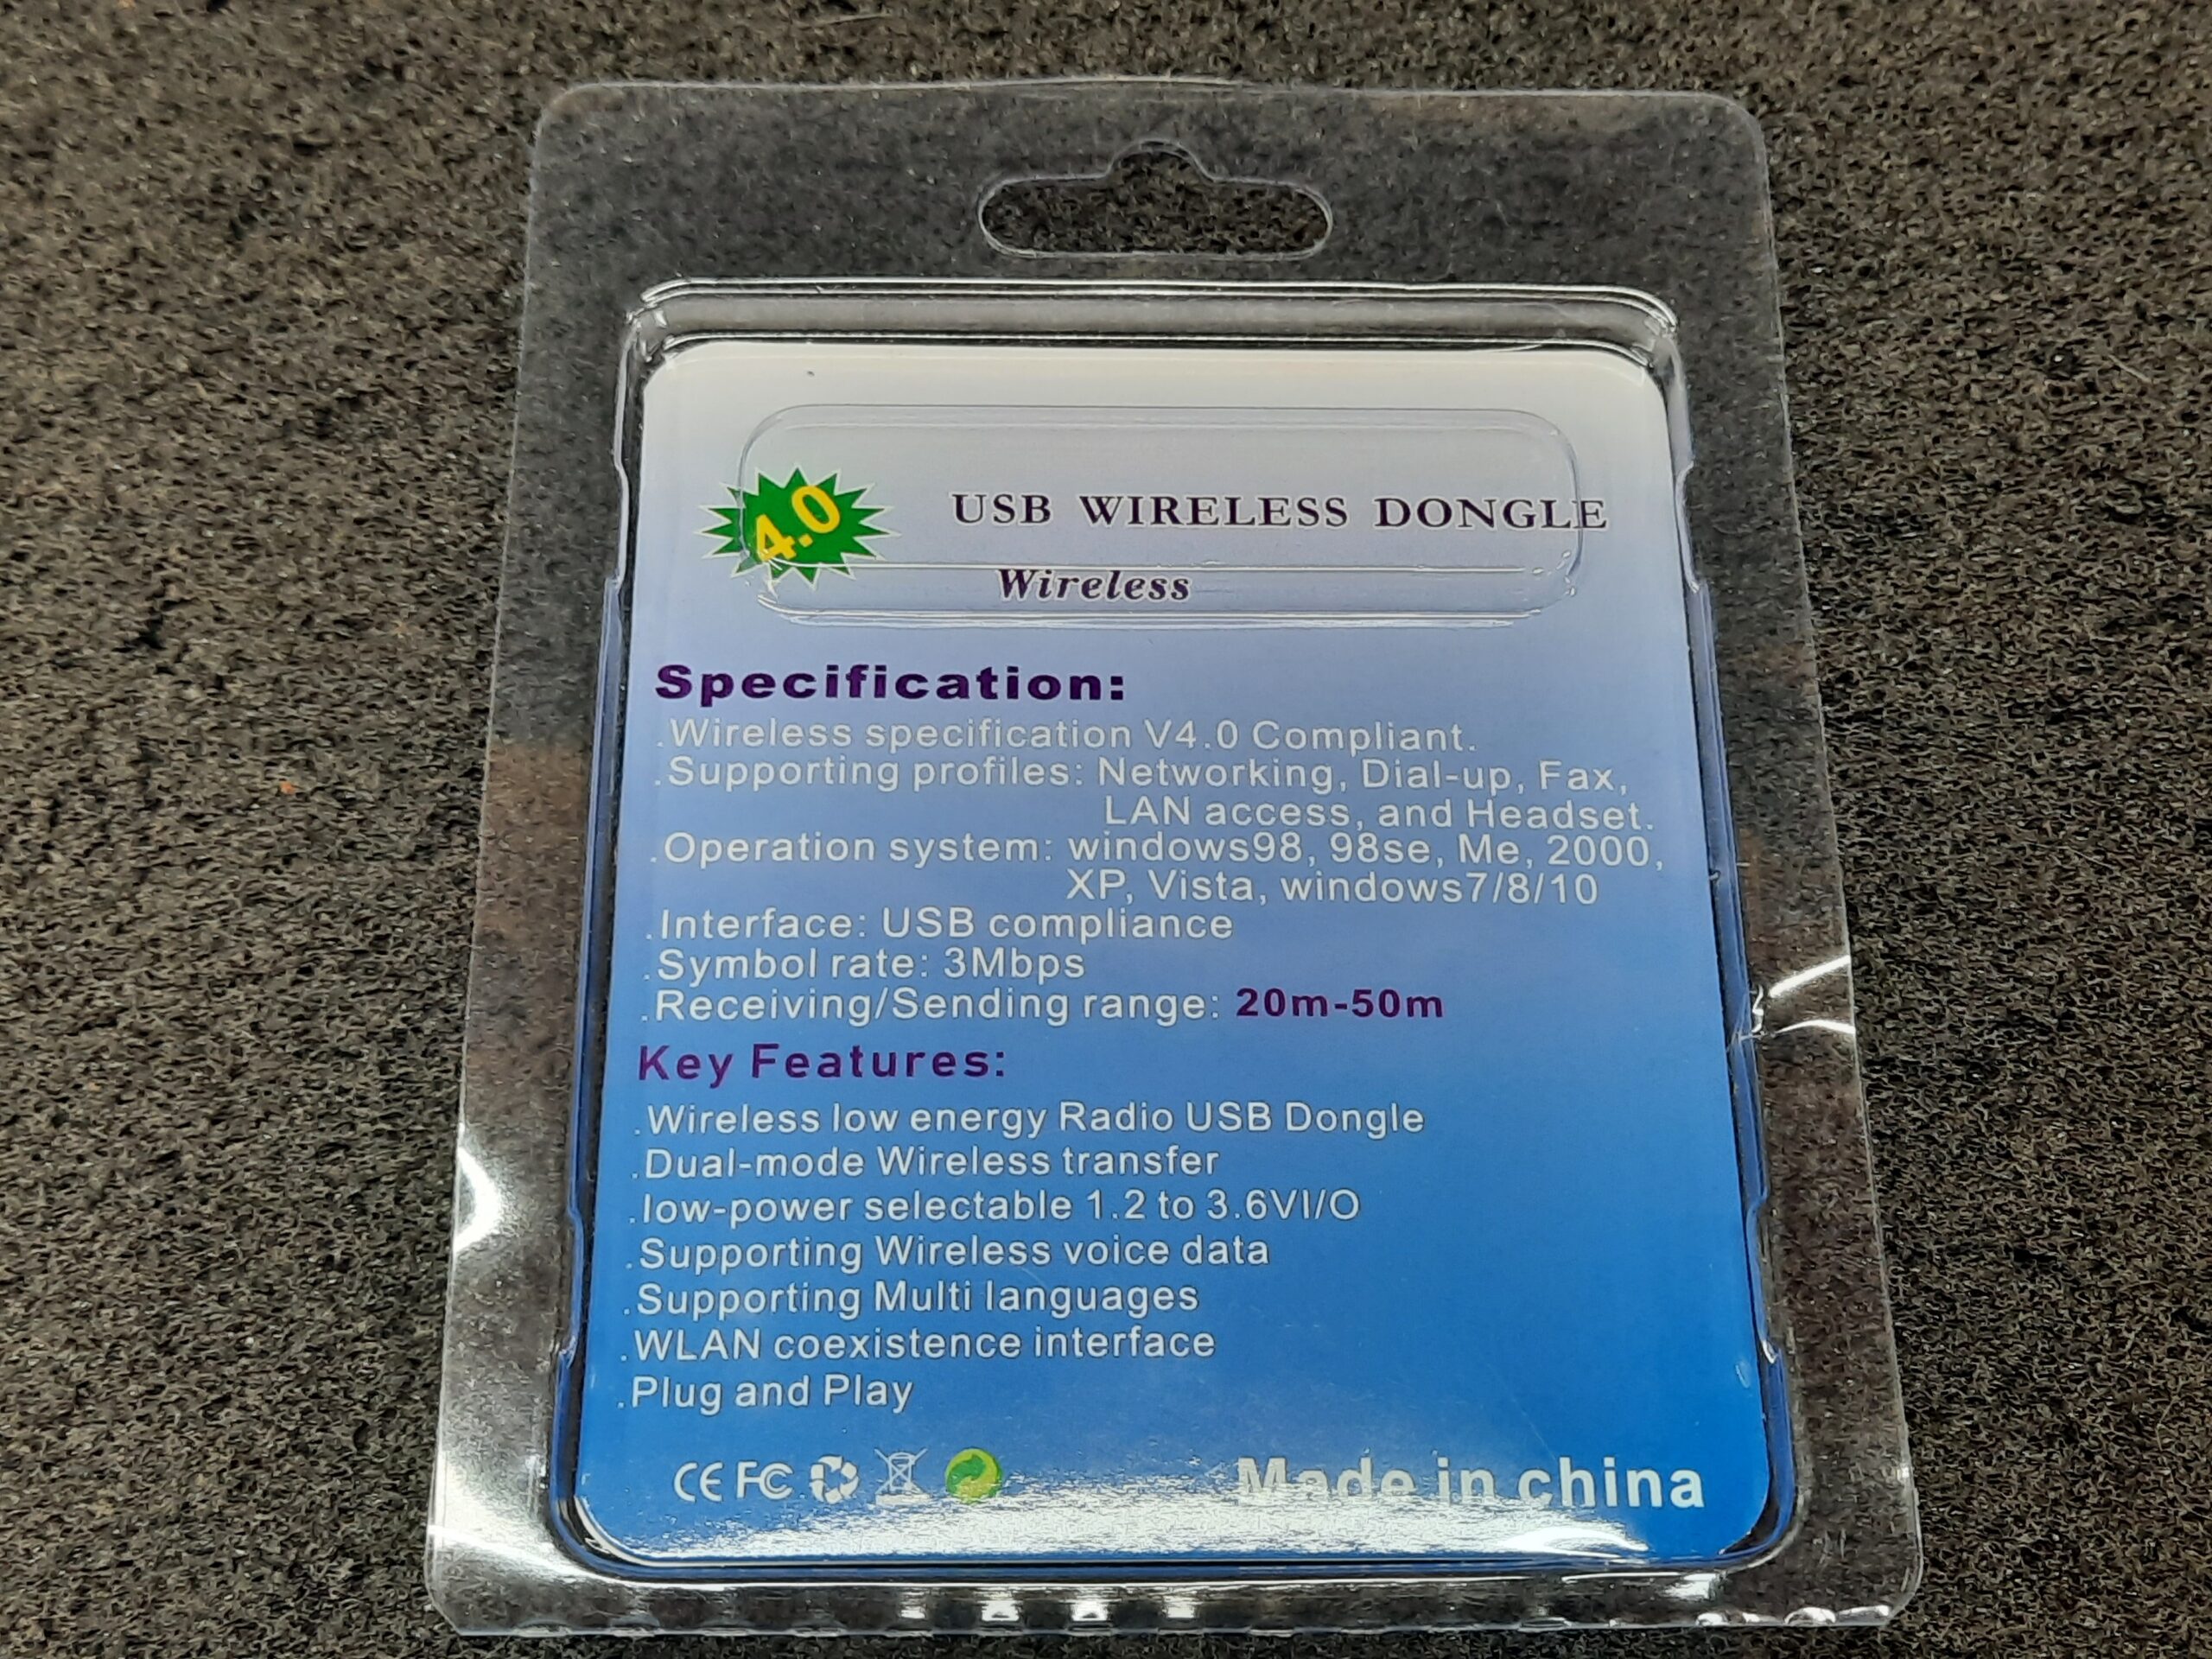 4.0
USB WIRELESS DONGLE
Wireless
Specification:
.Wireless specification V4.0 Compliant.
.Supporting profiles: Networking, Dial-up, Fax,
LAN access, and Headset.
.Operation system: windows98, 98se, Me, 2000,
XP, Vista, windows7/8/10
.Interface: USB compliance
.Symbol rate: 3Mbps
.Receiving/Sending range: 20m-50m
Key Features:
.Wireless low energy Radio USB Dongle
.Dual-mode Wireless transfer
.low-power selectable 1.2 to 3.6VI/O
.Supporting Wireless voice data
.Supporting Multi languages
.WLAN coexistence interface
.Plug and Play
CE FC Made in china